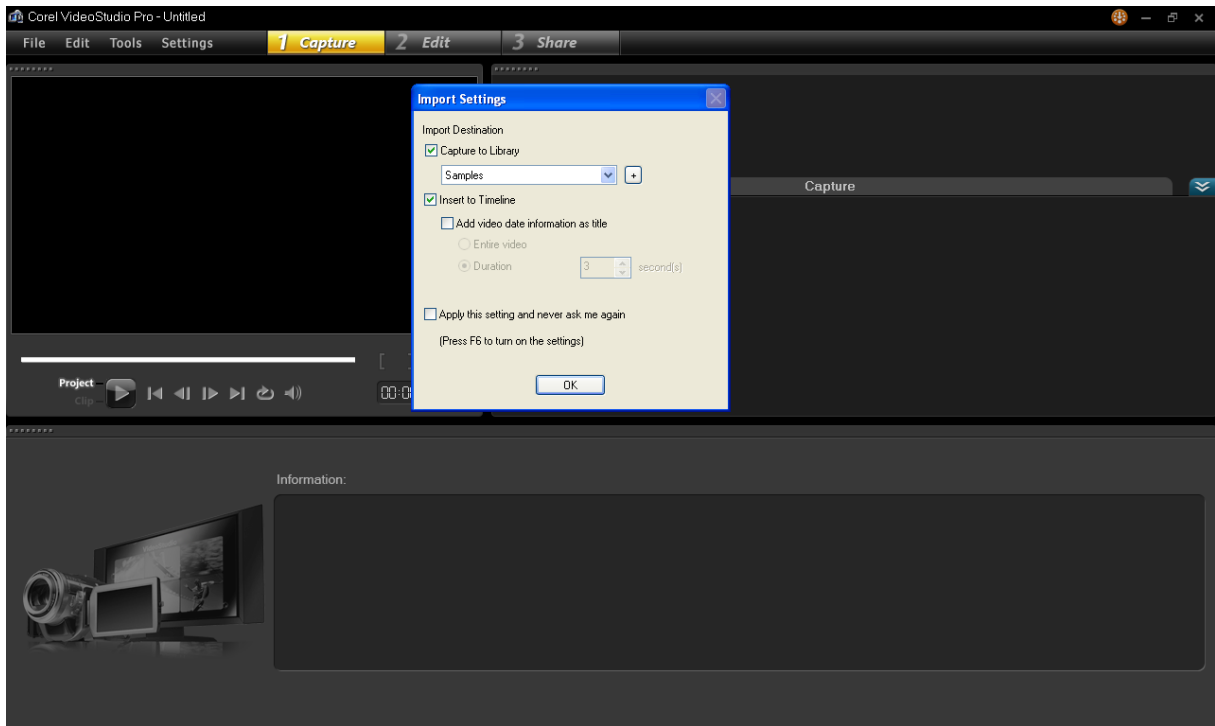 Corel VideoStudio Pro - Untitled
File Edit Tools Settings
1 Capture
2 Edit
3 Share
Import Settings
Import Destination
Capture to Library
Samples
+
Insert to Timeline
Add video date information as title
Entire video
Duration 3 second(s)
Apply this setting and never ask me again
(Press F6 to turn on the settings)
OK
Capture
Project
Clip
00:0
Information: